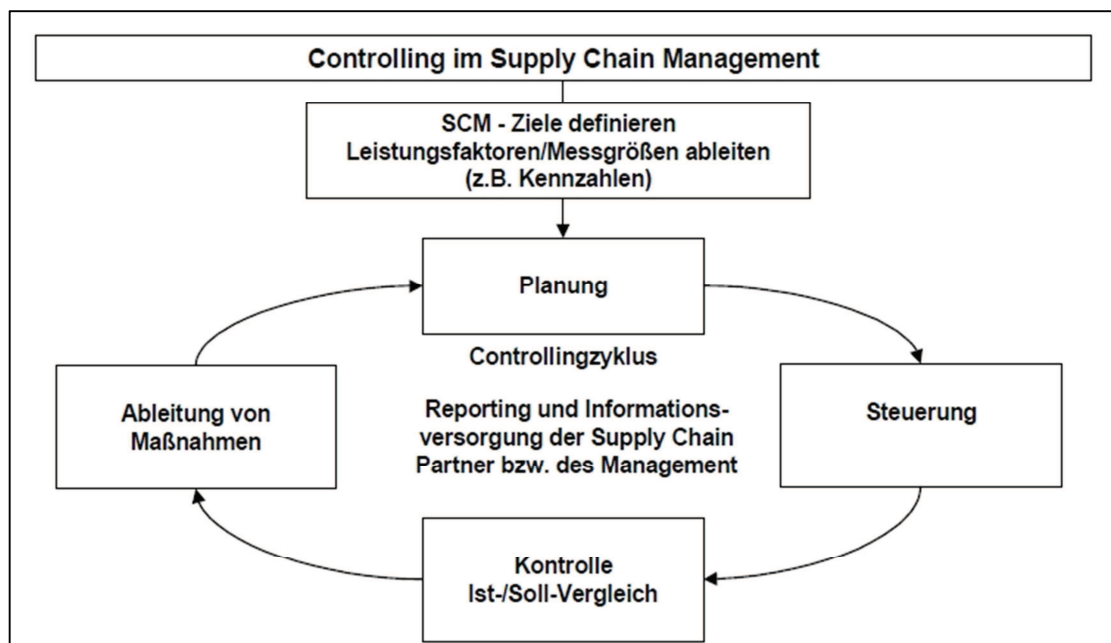 Controlling im Supply Chain Management
SCM - Ziele definieren
Leistungsfaktoren/Messgrößen ableiten
(z.B. Kennzahlen)
Planung
Controllingzyklus
Ableitung von
Maßnahmen
Reporting und Informations-
versorgung der Supply Chain
Partner bzw. des Management
Steuerung
Kontrolle
Ist-/Soll-Vergleich